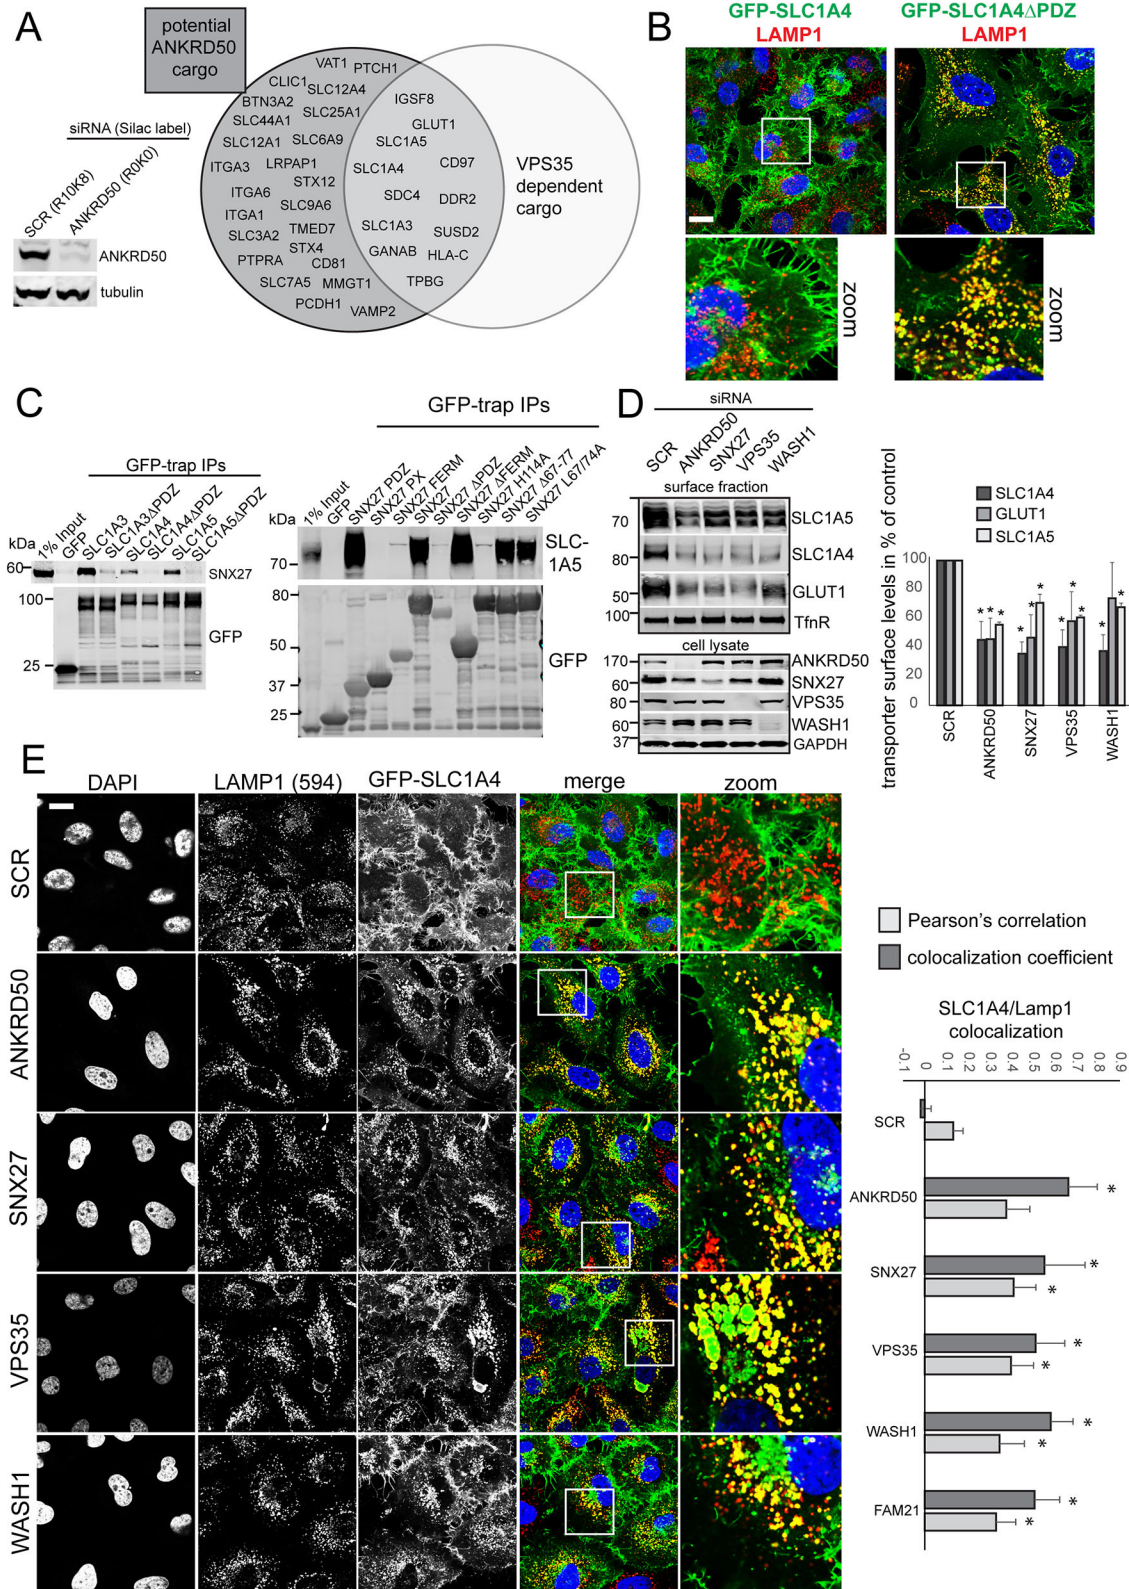 A
potential
ANKRD50
cargo
siRNA (Silac label)
SCR (R10K8)
ANKRD50 (R0K0)
ANKRD50
tubulin
VAT1
PTCH1
CLIC1
SLC12A4
BTN3A2
SLC25A1
SLC44A1
SLC12A1
SLC6A9
ITGA3
LRPAP1
STX12
ITGA6
SLC9A6
ITGA1
SLC3A2
TMED7
STX4
PTPRA
CD81
SLC7A5
MMGT1
PCDH1
VAMP2
IGSF8
GLUT1
SLC1A5
SLC1A4
CD97
SDC4
DDR2
SLC1A3
SUSD2
GANAB
HLA-C
TPBG
VPS35
dependent
cargo
B
GFP-SLC1A4
LAMP1
GFP-SLC1A4ΔPDZ
LAMP1
zoom
zoom
C
GFP-trap IPs
1% Input
GFP
SLC1A3
SLC1A3ΔPDZ
SLC1A4
SLC1A4ΔPDZ
SLC1A5
SLC1A5ΔPDZ
kDa
60
SNX27
100
25
GFP
GFP-trap IPs
1% Input
GFP
SNX27 PDZ
SNX27 PX
SNX27 FERM
SNX27
SNX27 ΔPDZ
SNX27 ΔFERM
SNX27 H114A
SNX27 Δ67-77
SNX27 L67/74A
kDa
70
SLC-
1A5
80
50
37
25
GFP
D
siRNA
SCR
ANKRD50
SNX27
VPS35
WASH1
surface fraction
70
SLC1A5
80
SLC1A4
50
GLUT1
100
TfnR
cell lysate
170
ANKRD50
60
SNX27
80
VPS35
60
WASH1
37
GAPDH
SLC1A4
GLUT1
SLC1A5
transporter surface levels in % of control
100
80
60
40
20
0
* * *
* * *
* * *
* *
SCR
ANKRD50
SNX27
VPS35
WASH1
E
DAPI
LAMP1 (594)
GFP-SLC1A4
merge
zoom
SCR
ANKRD50
SNX27
VPS35
WASH1
Pearson's correlation
colocalization coefficient
SLC1A4/Lamp1
colocalization
-0.1
0
0.1
0.2
0.3
0.4
0.5
0.6
0.7
0.8
0.9
SCR
ANKRD50
*
SNX27
*
*
VPS35
*
*
WASH1
*
*
FAM21
*
*